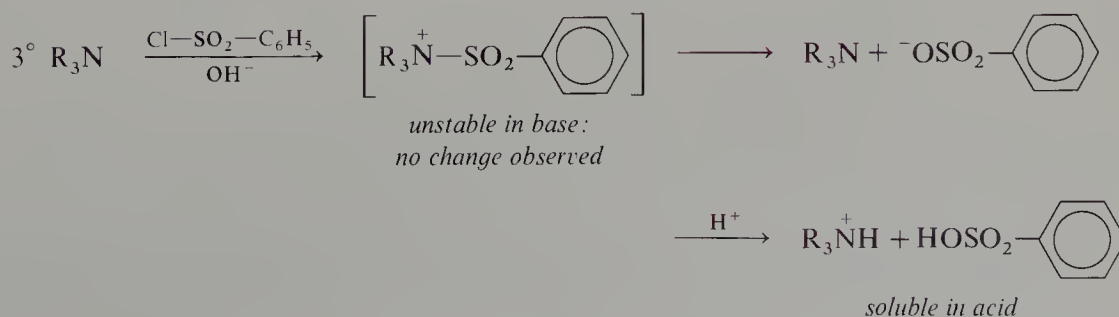 3° R₃N Cl—SO₂—C₆H₅ OH⁻ [R₃N⁺—SO₂—] R₃N + ⁻OSO₂—
unstable in base:
no change observed
H⁺ R₃N⁺H + HOSO₂—
soluble in acid